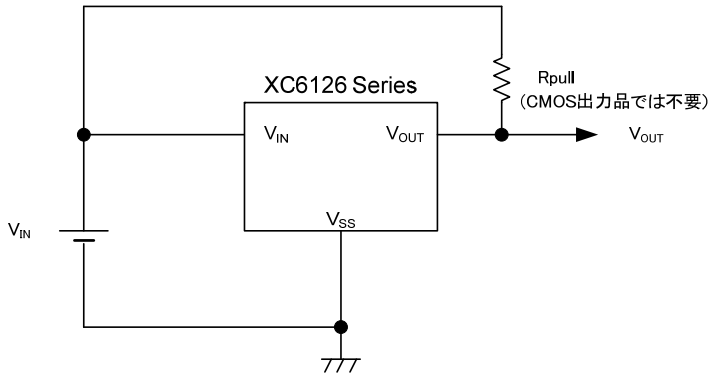 Rpull
XC6126 Series
(CMOS出力品では不要)
VIN
VOUT
VOUT
VSS
VIN